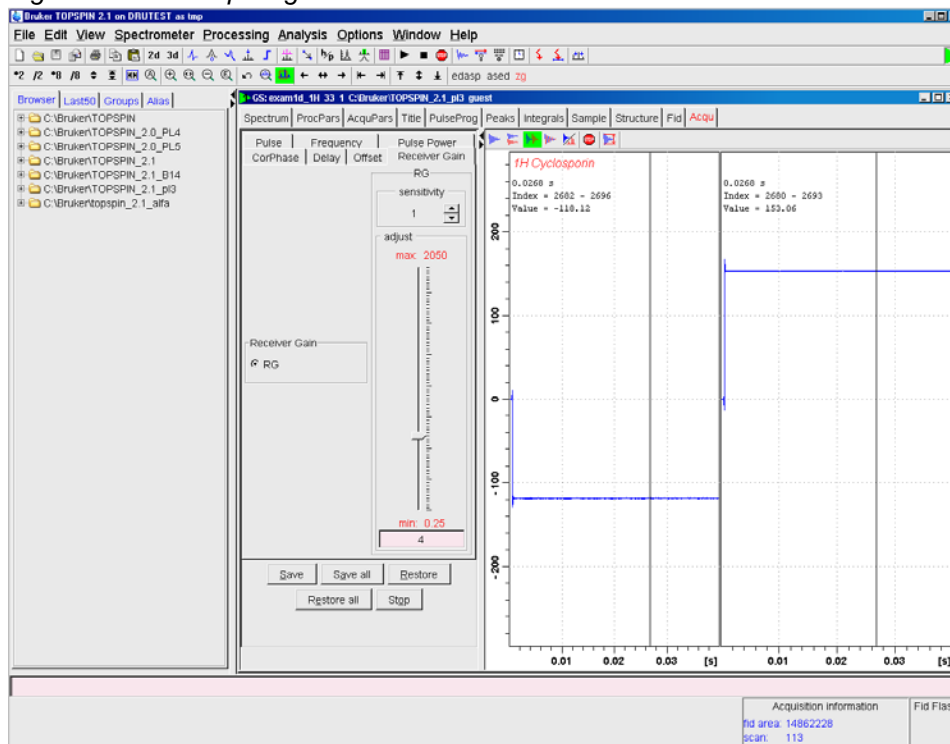 Bruker TOPSPIN 2.1 on DRUTEST as tmp
File Edit View Spectrometer Processing Analysis Options Window Help
2d 3d
*2 /2 *8 /8 edasp ased zg
Browser Last50 Groups Alias
C:\Bruker\TOPSPIN
C:\Bruker\TOPSPIN_2.0_PL4
C:\Bruker\TOPSPIN_2.0_PL5
C:\Bruker\TOPSPIN_2.1
C:\Bruker\TOPSPIN_2.1_B14
C:\Bruker\TOPSPIN_2.1_pl3
C:\Bruker\topspin_2.1_alfa
GS: exam1d_1H 33 1 C:\Bruker\TOPSPIN_2.1_pl3 guest
Spectrum ProcPars AcquPars Title PulseProg Peaks Integrals Sample Structure Fid Acqu
Pulse Frequency Pulse Power
CorPhase Delay Offset Receiver Gain
RG
sensitivity
1
adjust
max: 2050
Receiver Gain
RG
min: 0.25
4
Save Save all Restore
Restore all Stop
1H Cyclosporin
0.0268 s
Index = 2682 - 2696
Value = -118.12
0.0268 s
Index = 2680 - 2693
Value = 153.06
200
100
0
-100
-200
0.01 0.02 0.03 [s] 0.01 0.02 0.03 [s]
Acquisition information
fid area: 14862228
scan: 113
Fid Flas